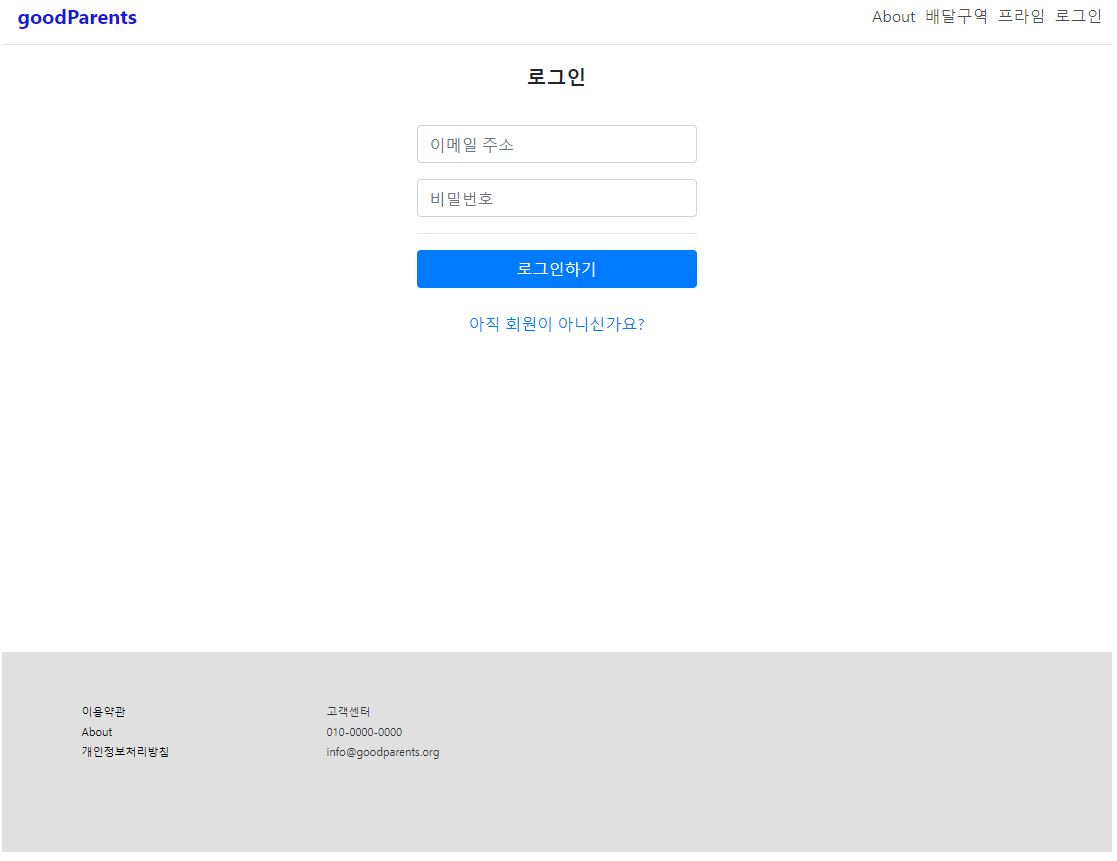 goodParents
About 배달구역 프라임 로그인
로그인
이메일 주소
비밀번호
로그인하기
아직 회원이 아니신가요?
이용약관
About
개인정보처리방침
고객센터
010-0000-0000
info@goodparents.org